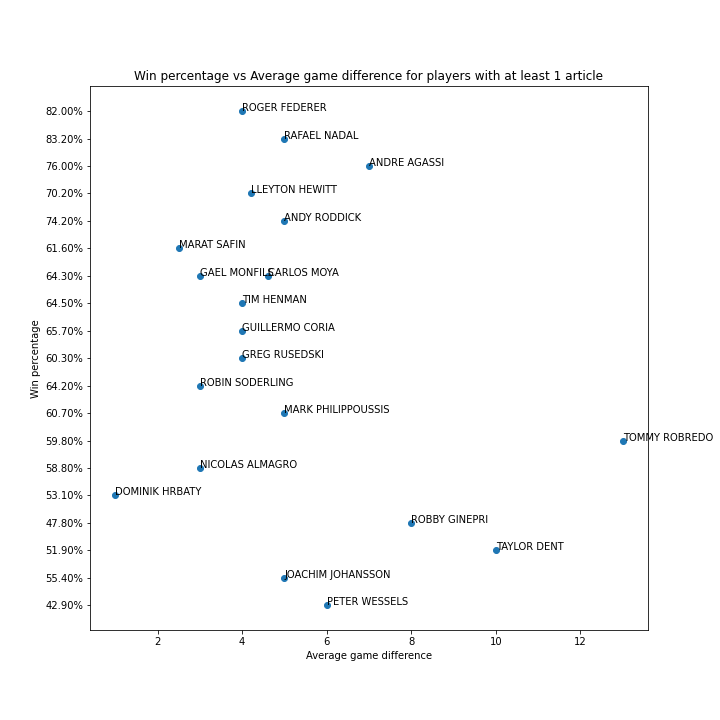 Win percentage vs Average game difference for players with at least 1 article
82.00%
ROGER FEDERER
83.20%
RAFAEL NADAL
76.00%
ANDRE AGASSI
70.20%
LLEYTON HEWITT
74.20%
ANDY RODDICK
61.60%
MARAT SAFIN
64.30%
GAEL MONFILS
CARLOS MOYA
64.50%
TIM HENMAN
65.70%
GUILLERMO CORIA
60.30%
GREG RUSEDSKI
64.20%
ROBIN SODERLING
60.70%
MARK PHILIPPOUSSIS
59.80%
TOMMY ROBREDO
58.80%
NICOLAS ALMAGRO
53.10%
DOMINIK HRBATY
47.80%
ROBBY GINEPRI
51.90%
TAYLOR DENT
55.40%
JOACHIM JOHANSSON
42.90%
PETER WESSELS
Win percentage
2 4 6 8 10 12
Average game difference